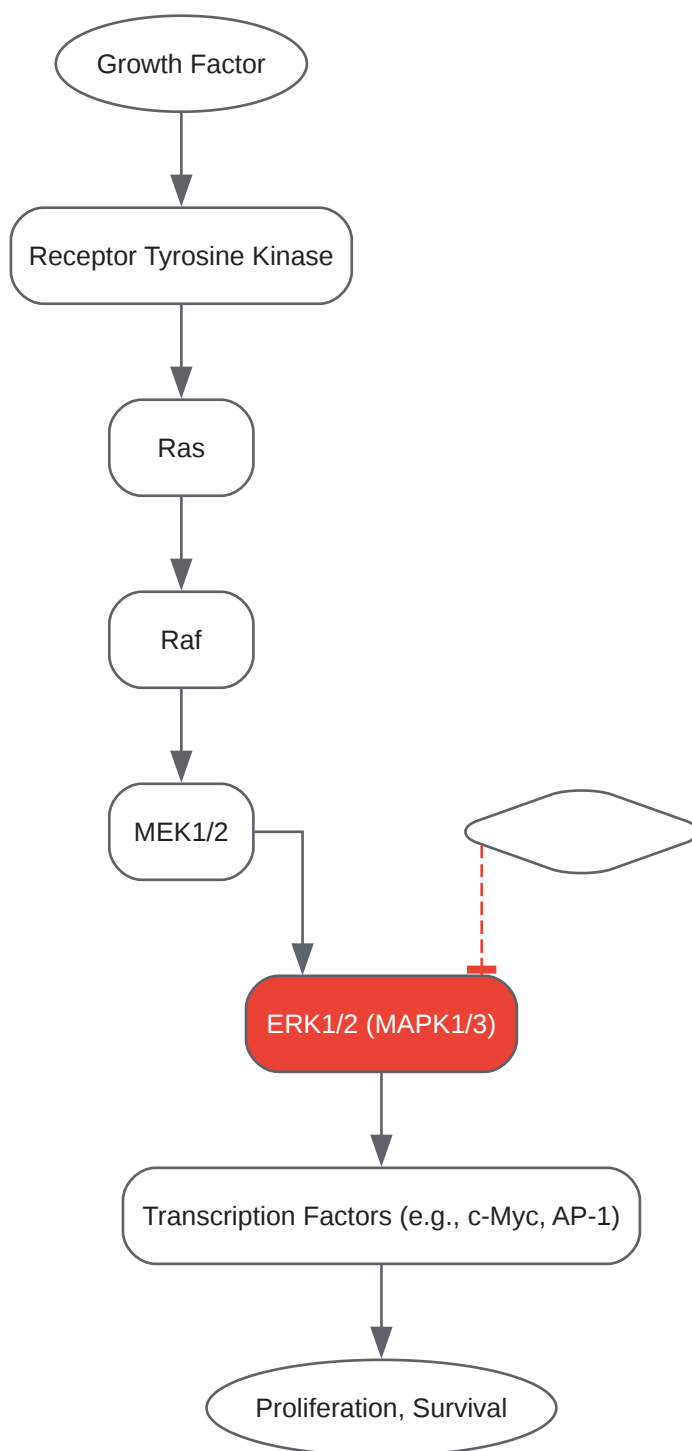 Growth Factor
Receptor Tyrosine Kinase
Ras
Raf
MEK1/2
ERK1/2 (MAPK1/3)
Transcription Factors (e.g., c-Myc, AP-1)
Proliferation, Survival